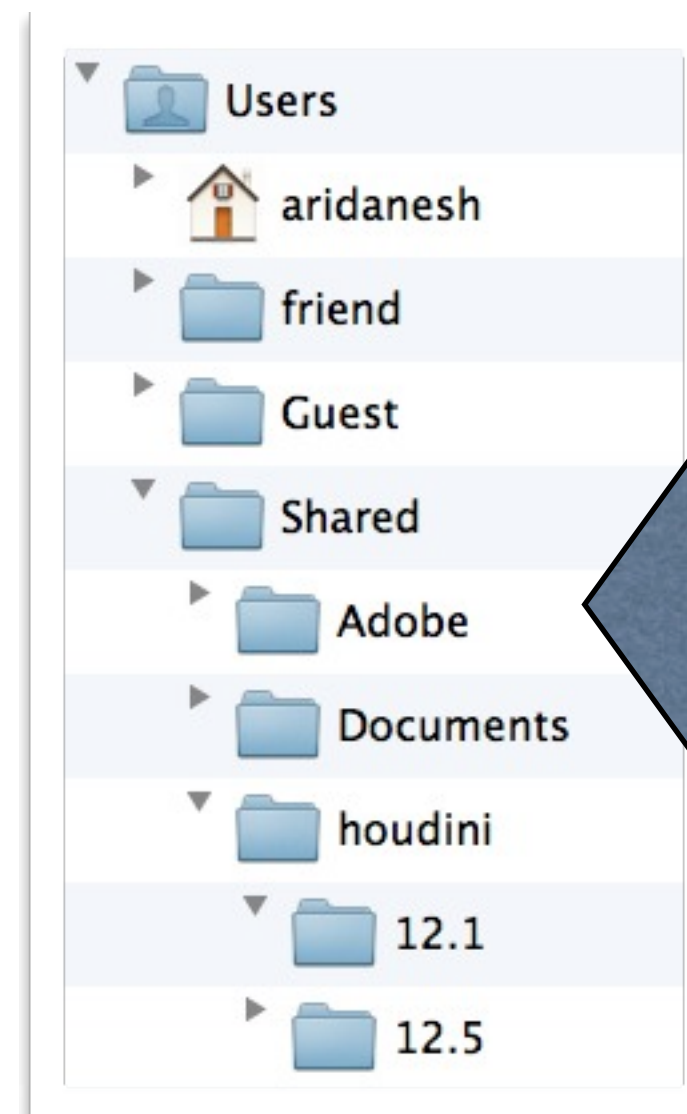 Users
aridanesh
friend
Guest
Shared
Adobe
Documents
houdini
12.1
12.5